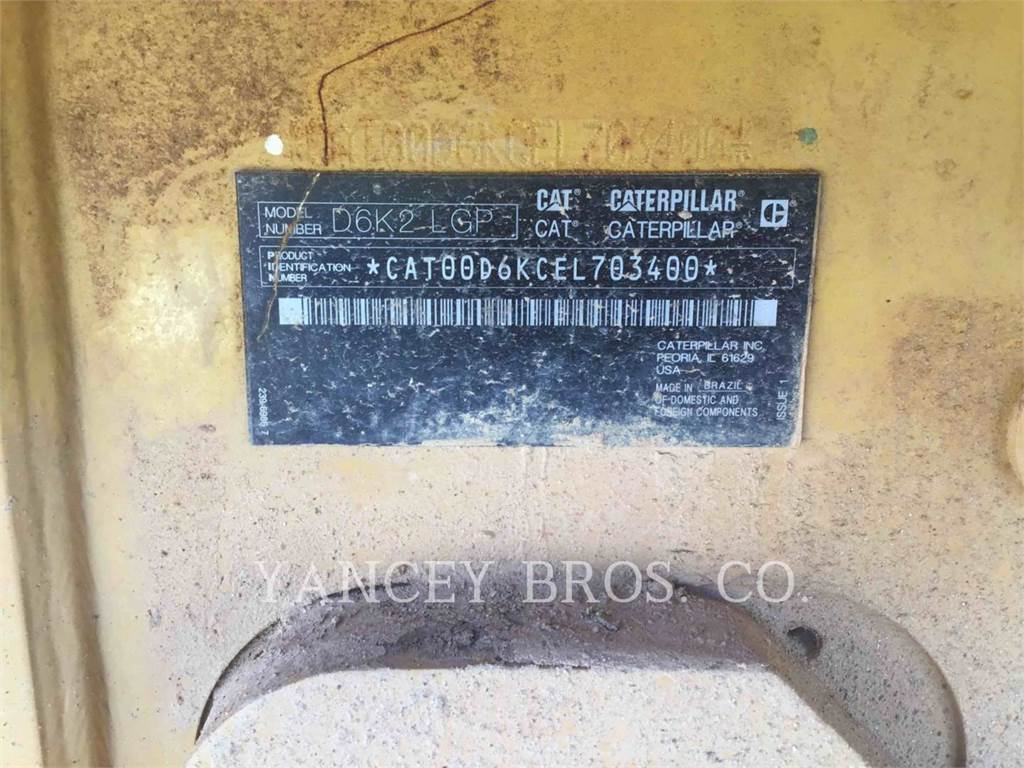 CAT® CATERPILLAR®
MODEL NUMBER D6K2 LGP CAT® CATERPILLAR®
PRODUCT IDENTIFICATION NUMBER *CAT00D6KCEL703400*
CATERPILLAR INC.
PEORIA, IL 61629
USA
MADE IN BRAZIL
OF DOMESTIC AND
FOREIGN COMPONENTS
ISSUE 1
YANCEY BROS. CO.